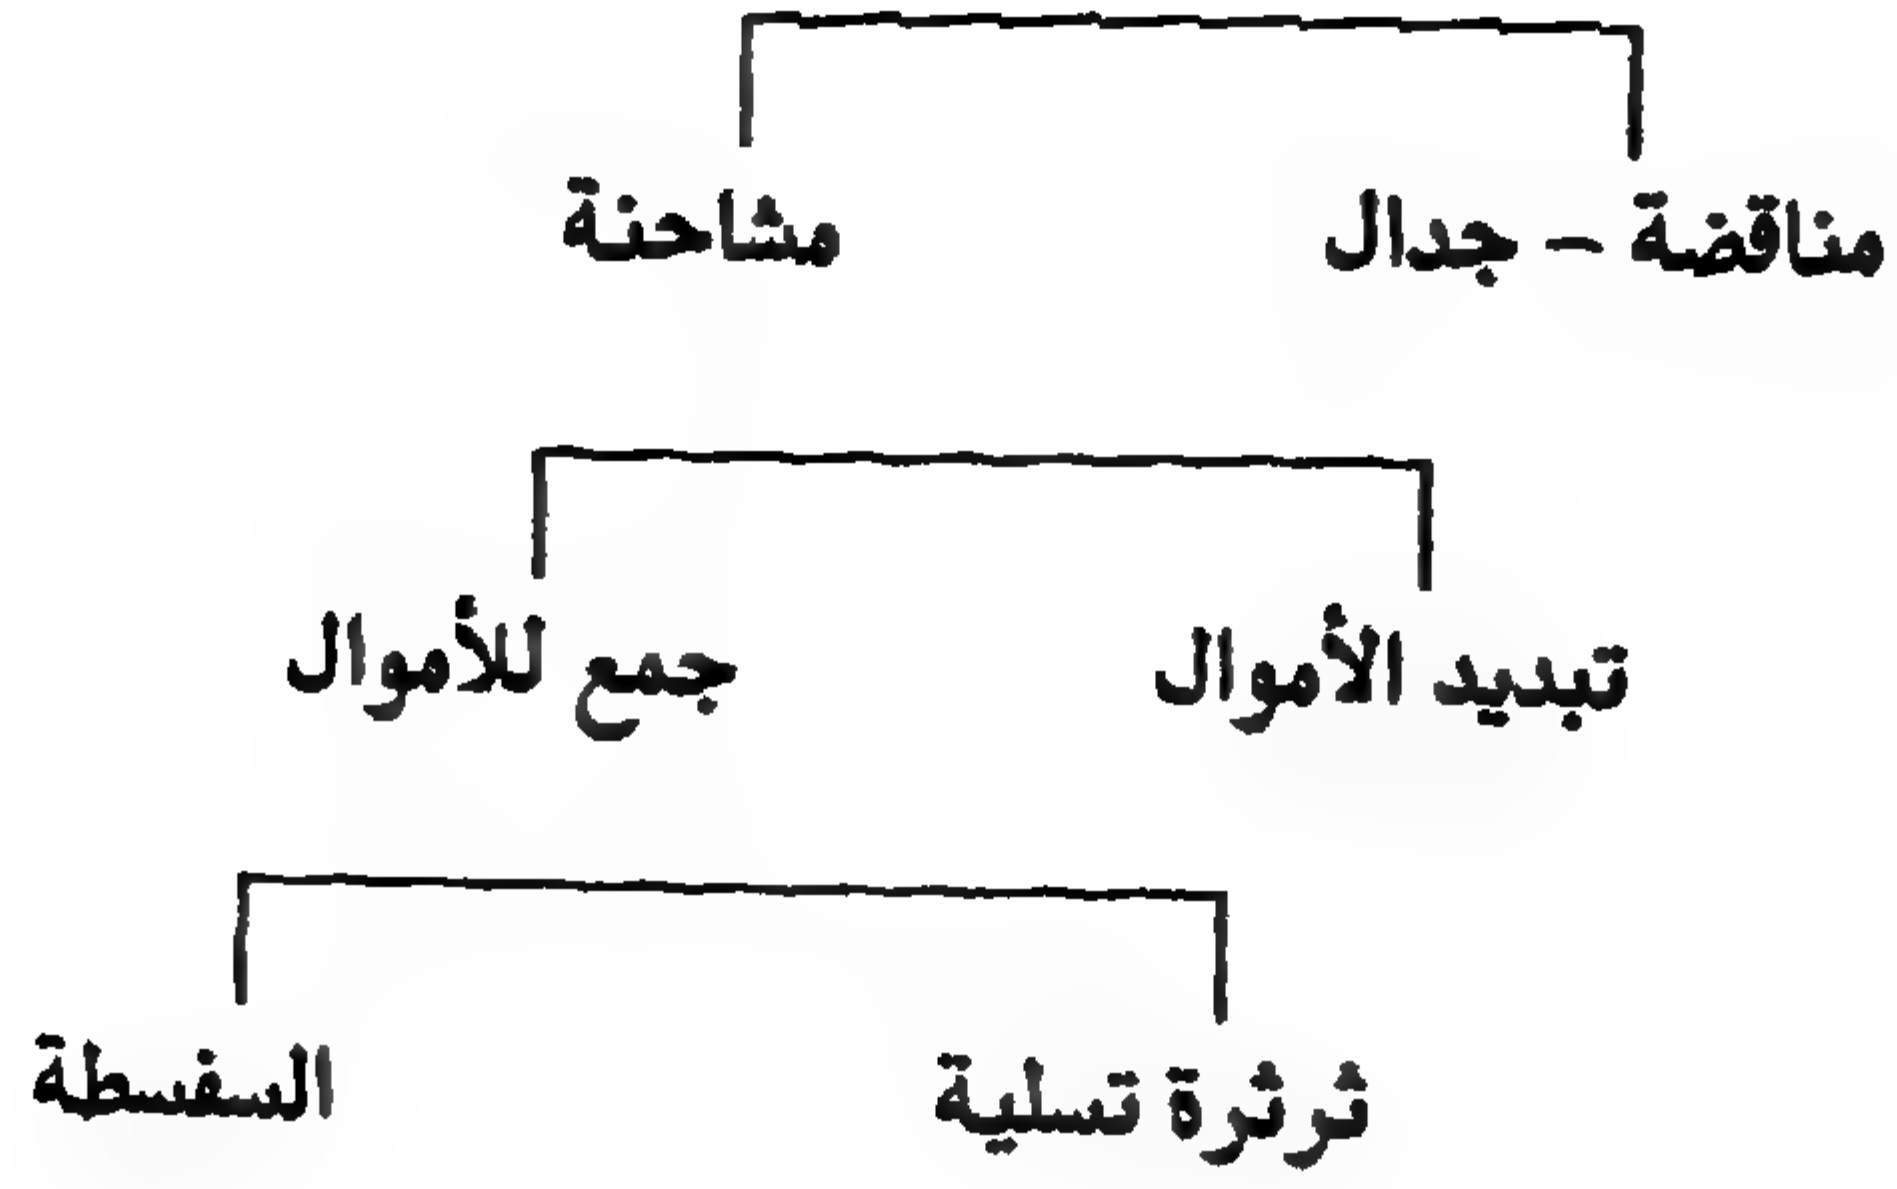 مناقضة – جدال مشاحنة
تبديد الأموال جمع للأموال
ثرثرة تسلية السفسطة